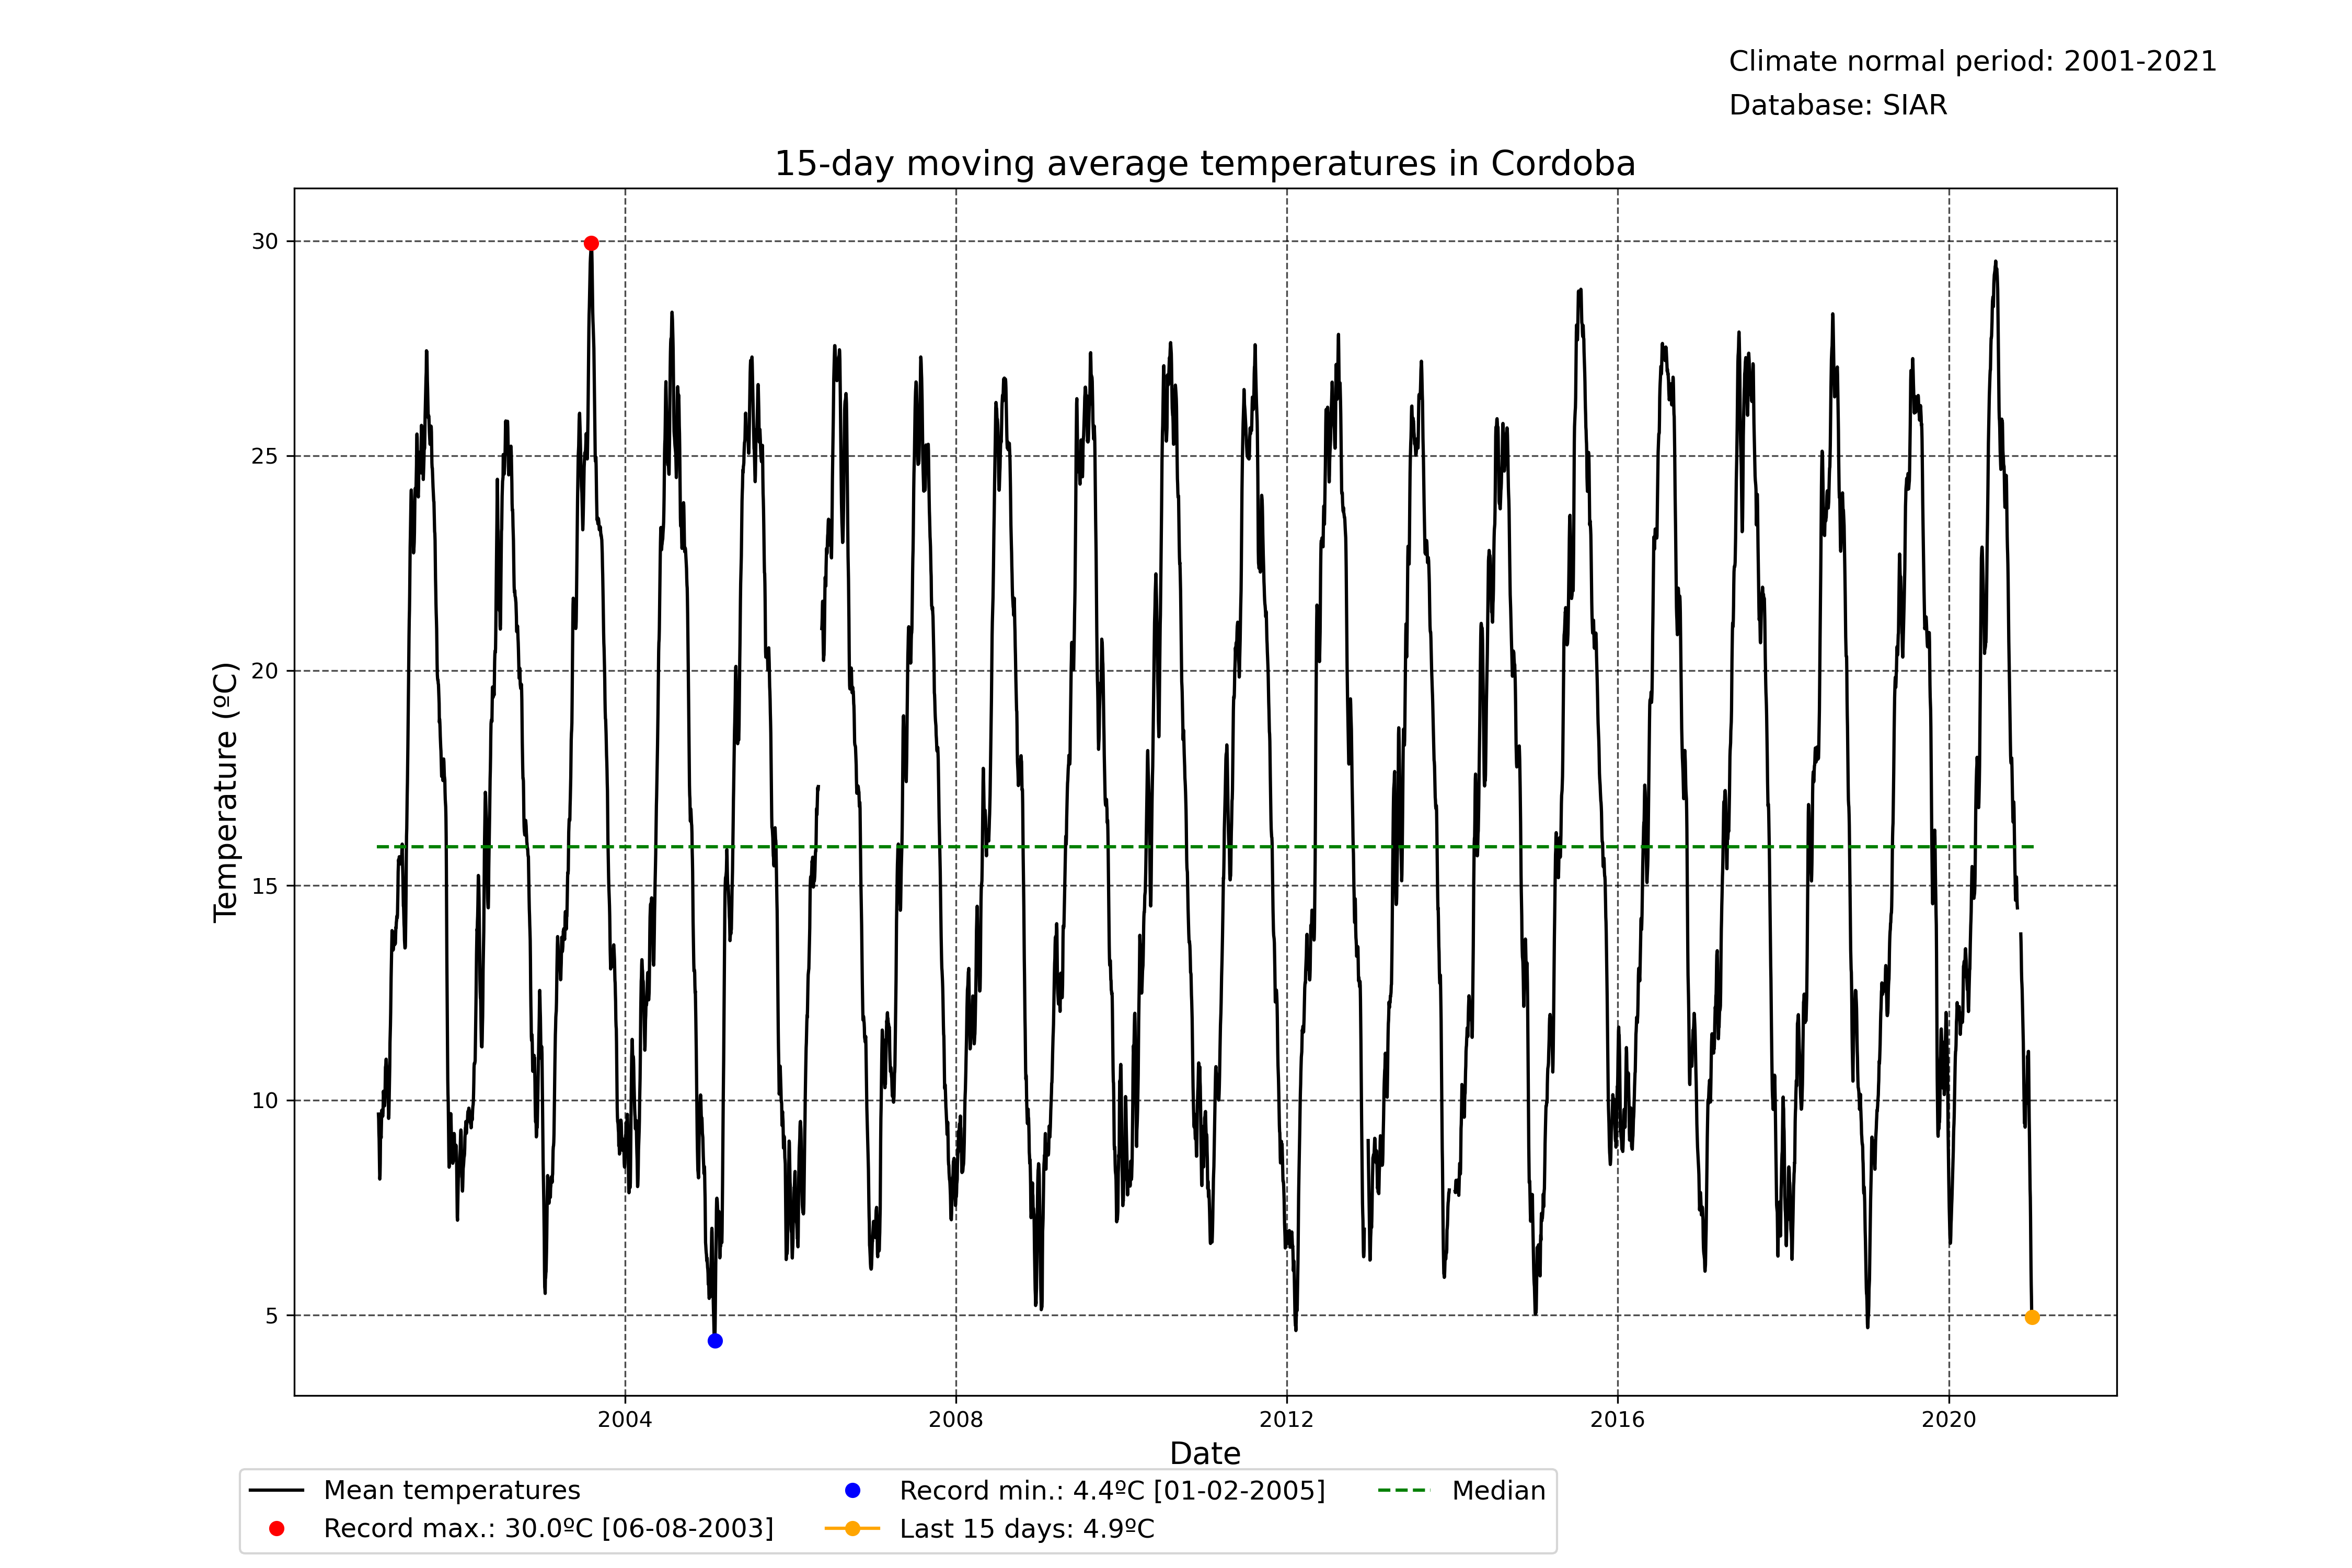 Climate normal period: 2001-2021
Database: SIAR
15-day moving average temperatures in Cordoba
30
25
20
15
10
5
Temperature (ºC)
2004 2008 2012 2016 2020
Date
Mean temperatures
Record max.: 30.0ºC [06-08-2003]
Record min.: 4.4ºC [01-02-2005]
Last 15 days: 4.9ºC
Median